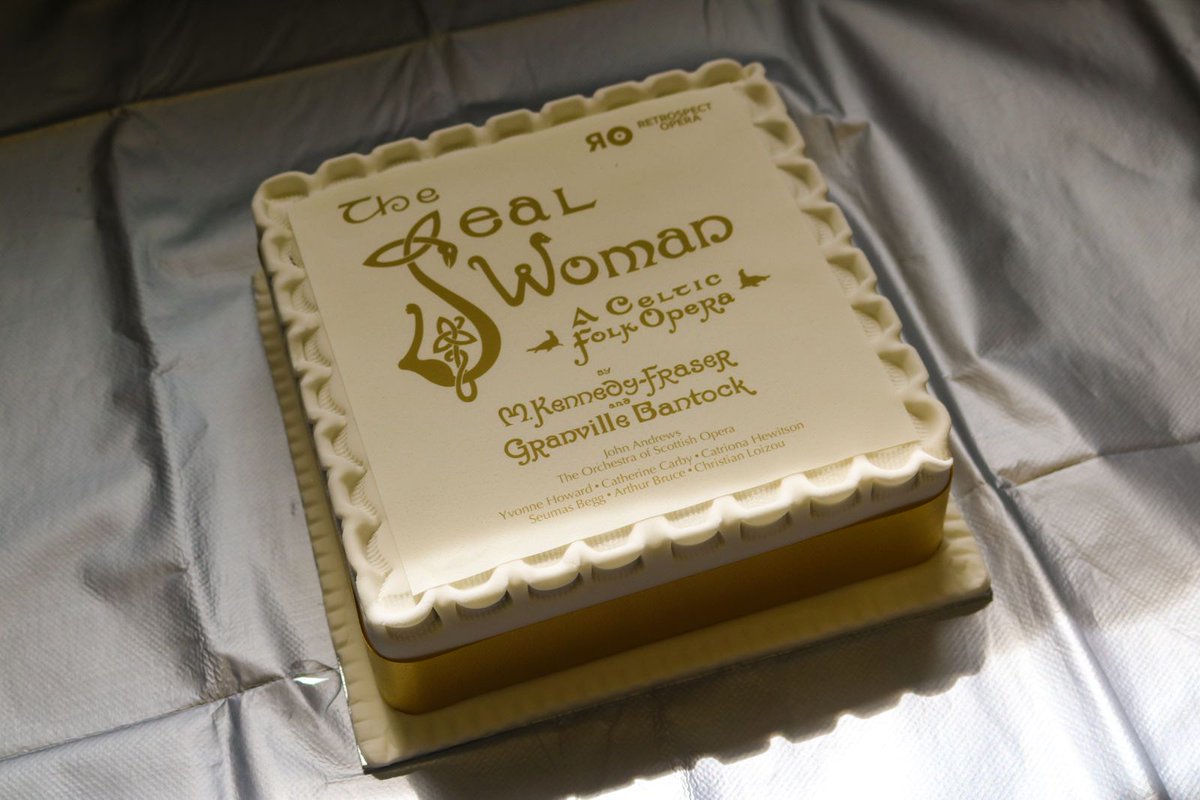 ЯO RETROSPECT
OPERA
The
Seal
Woman
A Celtic
Folk Opera
by
M. Kennedy-Fraser
and
Granville Bantock
John Andrews
The Orchestra of Scottish Opera
Yvonne Howard • Catherine Carby • Catriona Hewitson
Seumas Begg • Arthur Bruce • Christian Loizou